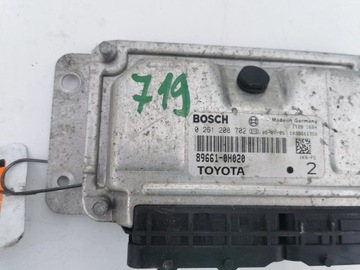 719
BOSCH
Made in Germany
0 261 208 702
89661-0H020
TOYOTA
2